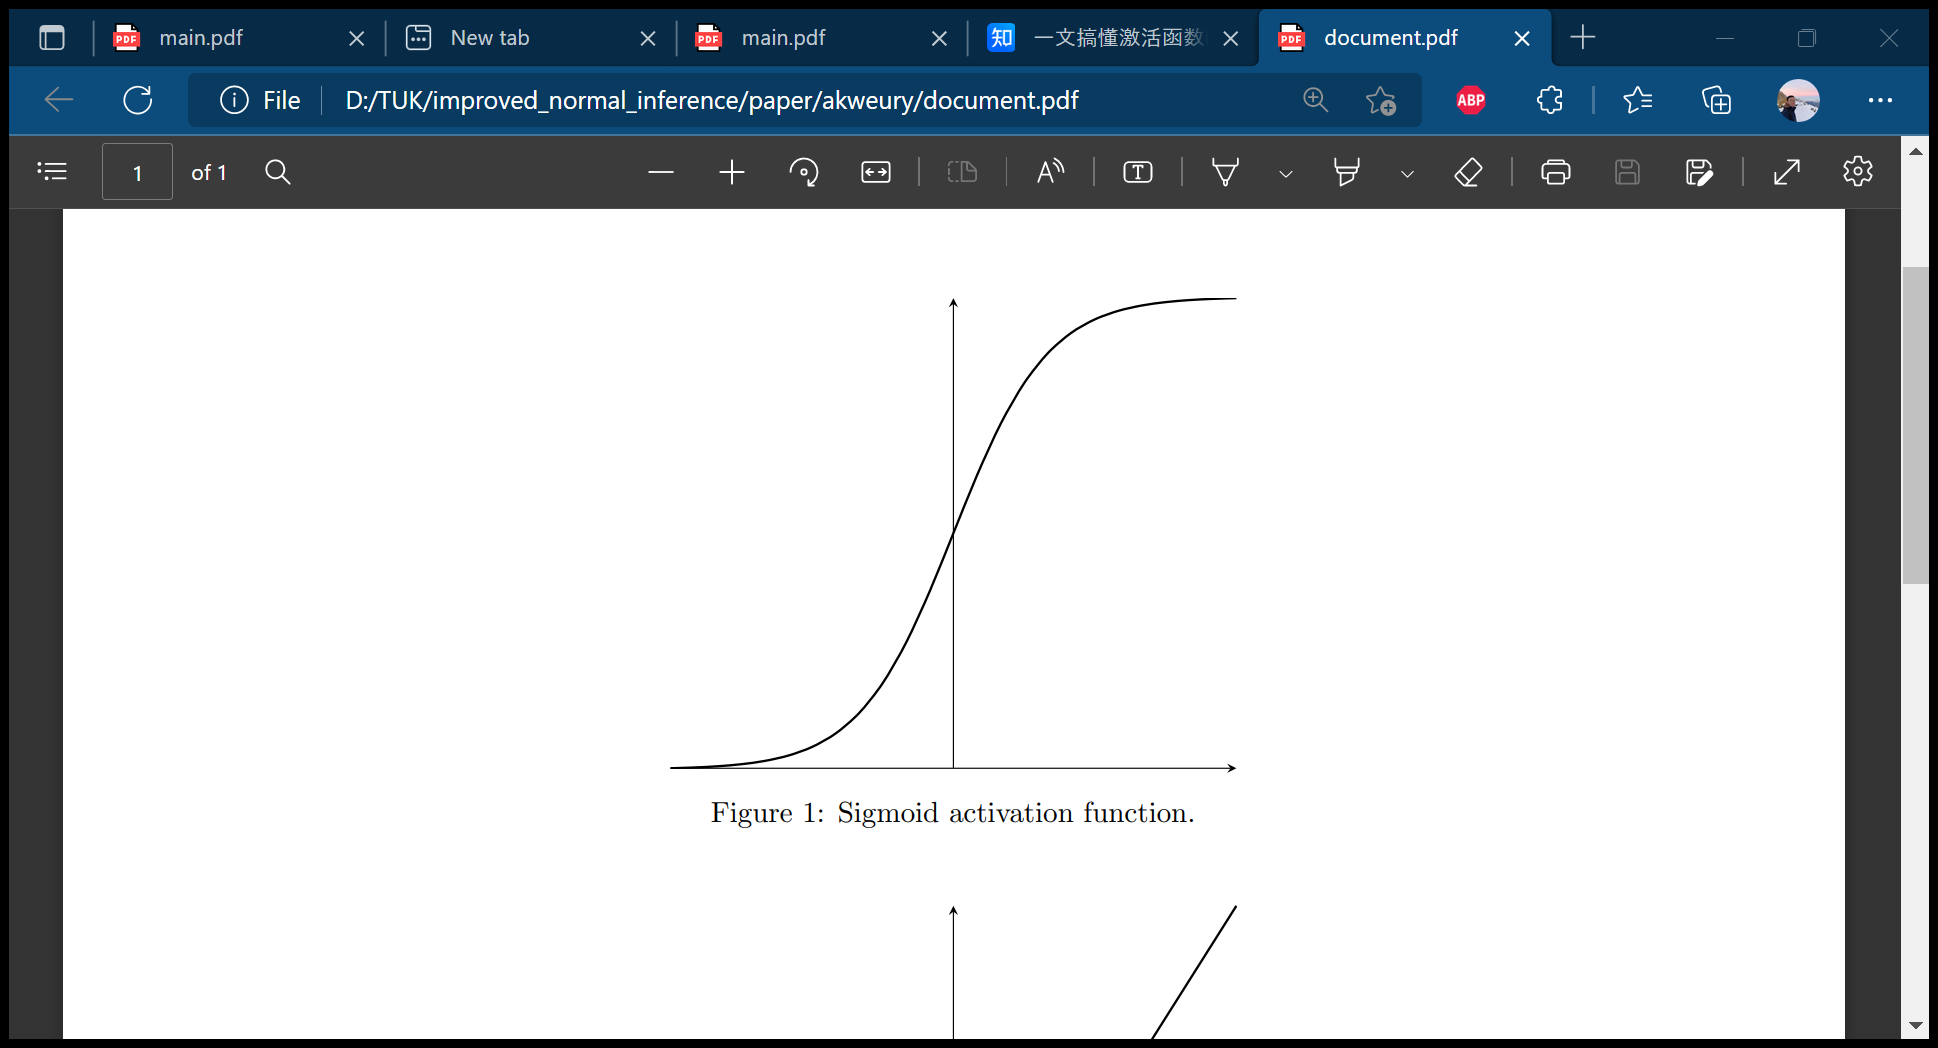 main.pdf
New tab
main.pdf
知 一文搞懂激活函数
document.pdf
File D:/TUK/improved_normal_inference/paper/akweury/document.pdf
ABP
1 of 1
Figure 1: Sigmoid activation function.